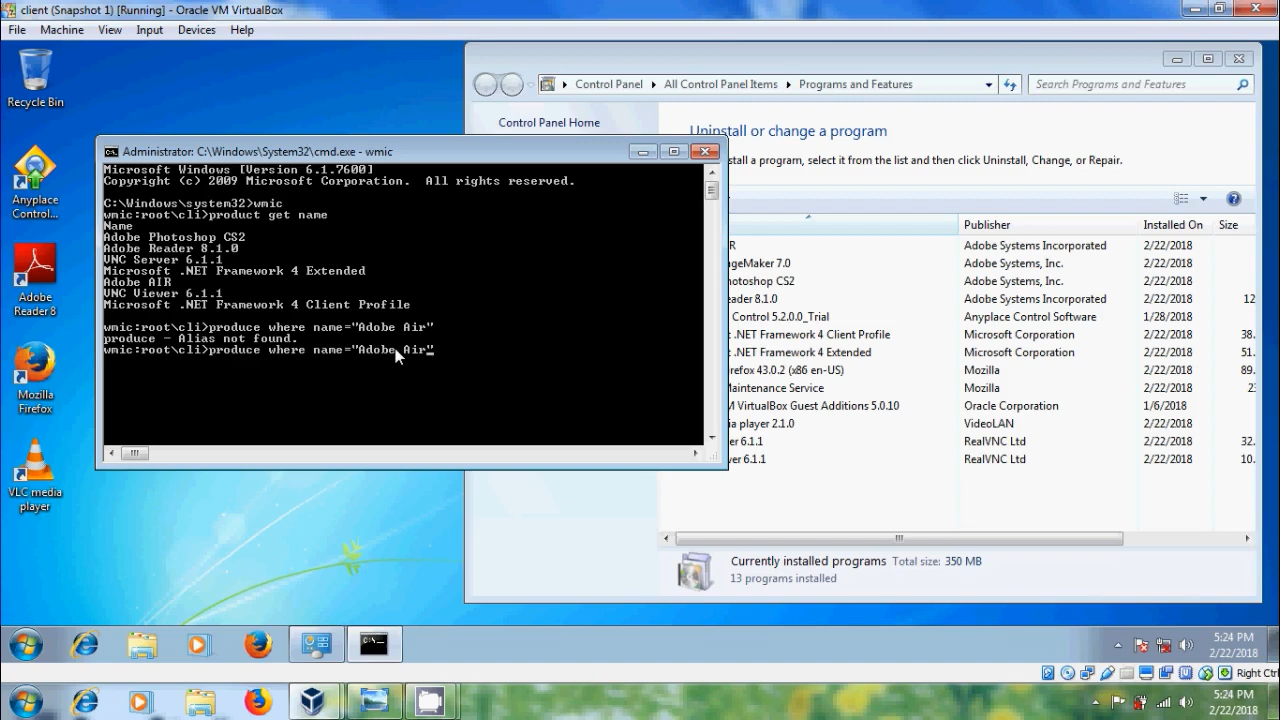 client (Snapshot 1) [Running] - Oracle VM VirtualBox
File Machine View Input Devices Help
Recycle Bin
Anyplace
Control...
Adobe
Reader 8
Mozilla
Firefox
VLC media
player
Control Panel All Control Panel Items Programs and Features
Search Programs and Features
Control Panel Home
Uninstall or change a program
stall a program, select it from the list and then click Uninstall, Change, or Repair.
Publisher Installed On Size
R Adobe Systems Incorporated 2/22/2018
ageMaker 7.0 Adobe Systems, Inc. 2/22/2018
hotoshop CS2 Adobe Systems, Inc. 2/22/2018
eader 8.1.0 Adobe Systems Incorporated 2/22/2018 12
Control 5.2.0.0_Trial Anyplace Control Software 1/28/2018
t .NET Framework 4 Client Profile Microsoft Corporation 2/22/2018 38.
t .NET Framework 4 Extended Microsoft Corporation 2/22/2018 51.
refox 43.0.2 (x86 en-US) Mozilla 2/22/2018 89.
Maintenance Service Mozilla 2/22/2018 2
M VirtualBox Guest Additions 5.0.10 Oracle Corporation 1/6/2018
ia player 2.1.0 VideoLAN 2/22/2018
er 6.1.1 RealVNC Ltd 2/22/2018 32.
ver 6.1.1 RealVNC Ltd 2/22/2018 10.
Currently installed programs Total size: 350 MB
13 programs installed
Administrator: C:\Windows\System32\cmd.exe - wmic
Microsoft Windows [Version 6.1.7600]
Copyright (c) 2009 Microsoft Corporation. All rights reserved.
C:\Windows\system32>wmic
wmic:root\cli>product get name
Name
Adobe Photoshop CS2
Adobe Reader 8.1.0
VNC Server 6.1.1
Microsoft .NET Framework 4 Extended
Adobe AIR
VNC Viewer 6.1.1
Microsoft .NET Framework 4 Client Profile
wmic:root\cli>produce where name="Adobe Air"
produce - Alias not found.
wmic:root\cli>produce where name="Adobe Air"
5:24 PM
2/22/2018
Right Ctrl
5:24 PM
2/22/2018